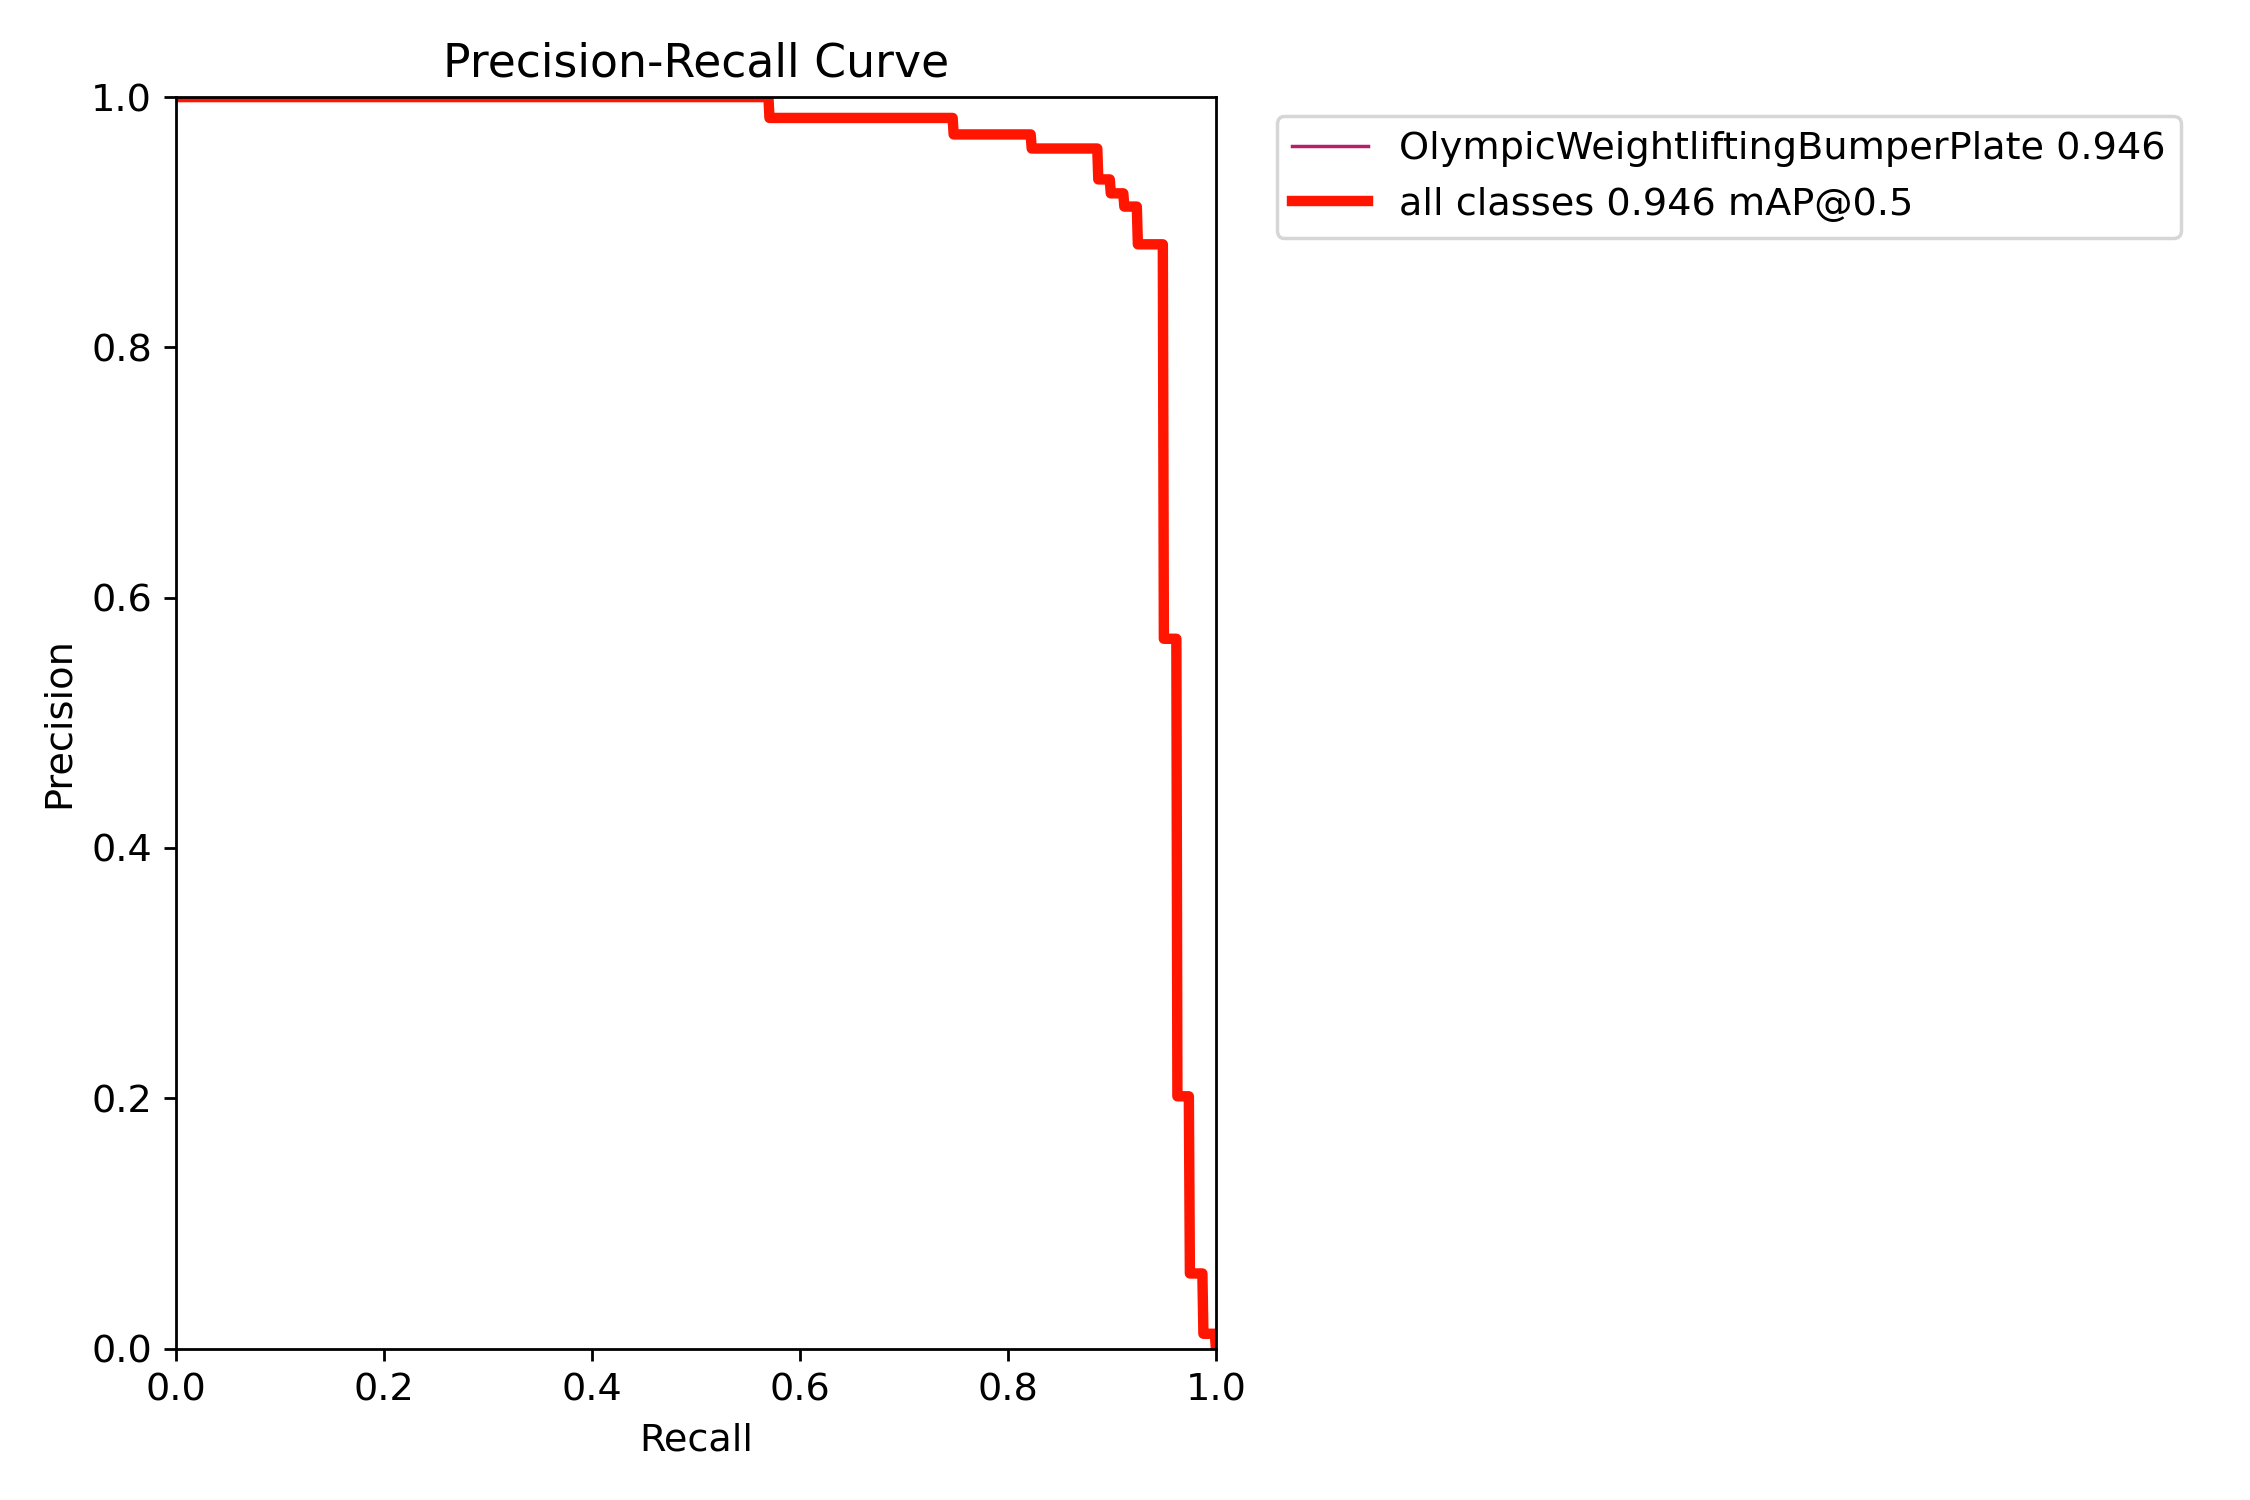 Precision-Recall Curve
1.0
0.8
0.6
0.4
0.2
0.0
Precision
0.0 0.2 0.4 0.6 0.8 1.0
Recall
OlympicWeightliftingBumperPlate 0.946
all classes 0.946 mAP@0.5